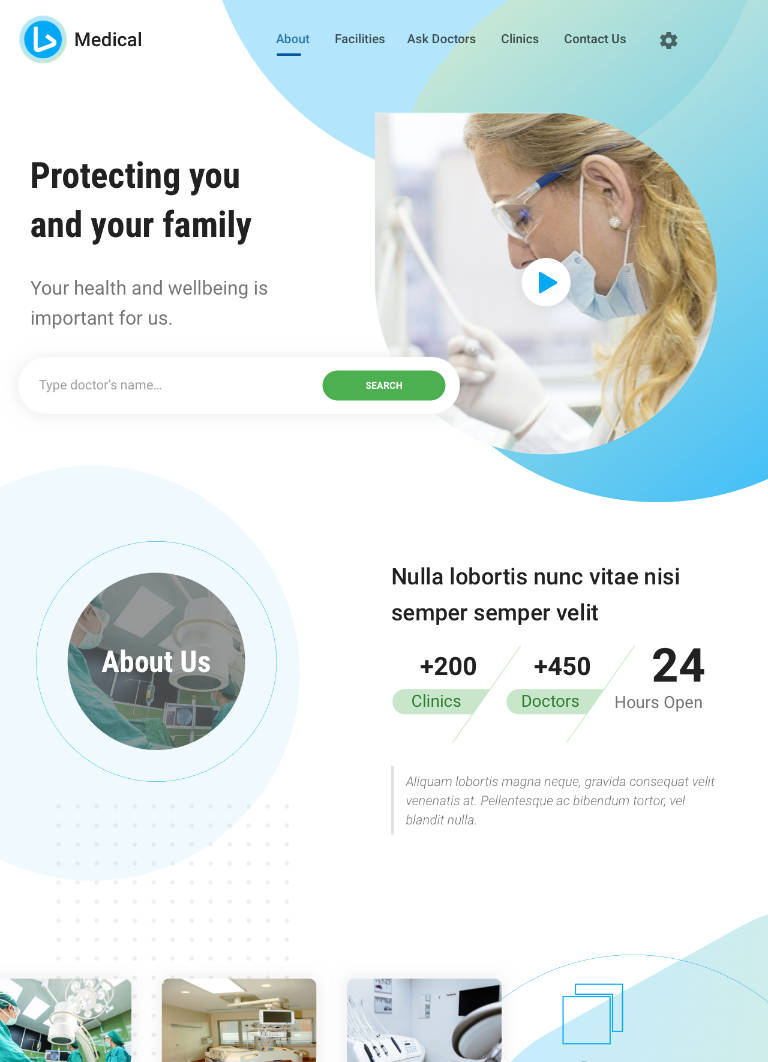 Medical
About Facilities Ask Doctors Clinics Contact Us
Protecting you
and your family
Your health and wellbeing is
important for us.
Type doctor's name...
SEARCH
About Us
Nulla lobortis nunc vitae nisi
semper semper velit
+200
Clinics
+450
Doctors
24
Hours Open
Aliquam lobortis magna neque, gravida consequat velit
venenatis at. Pellentesque ac bibendum tortor, vel
blandit nulla.